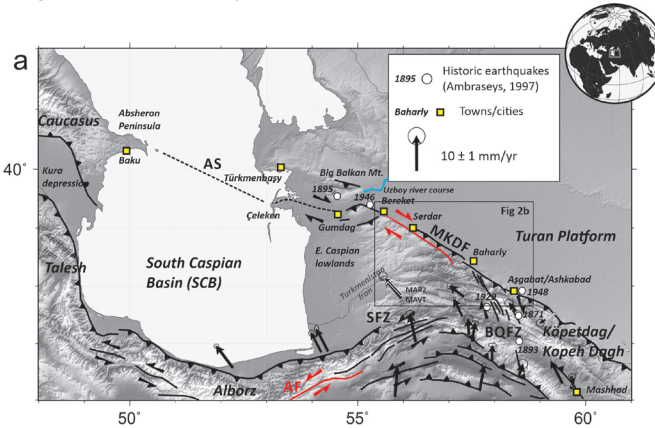 a
Caucasus
Absheron
Peninsula
Baku
AS
Kura
depression
Talesh
South Caspian
Basin (SCB)
Türkmenbaşy
Çeleken
Big Balkan Mt.
1895
1946
Uzboy river course
Bereket
Gumdag
Serdar
Fig 2b
MKDF
Turan Platform
Baharly
E. Caspian
lowlands
Turkmenistan
Iran
MAR2
MAVT
Aşgabat/Ashkabad
1948
1929
1871
SFZ
BQFZ
1893
Köpetdag/
Kopeh Dagh
Alborz
AF
Mashhad
40°
50°
55°
60°
1895 Historic earthquakes
(Ambraseys, 1997)
Baharly Towns/cities
10 ± 1 mm/yr